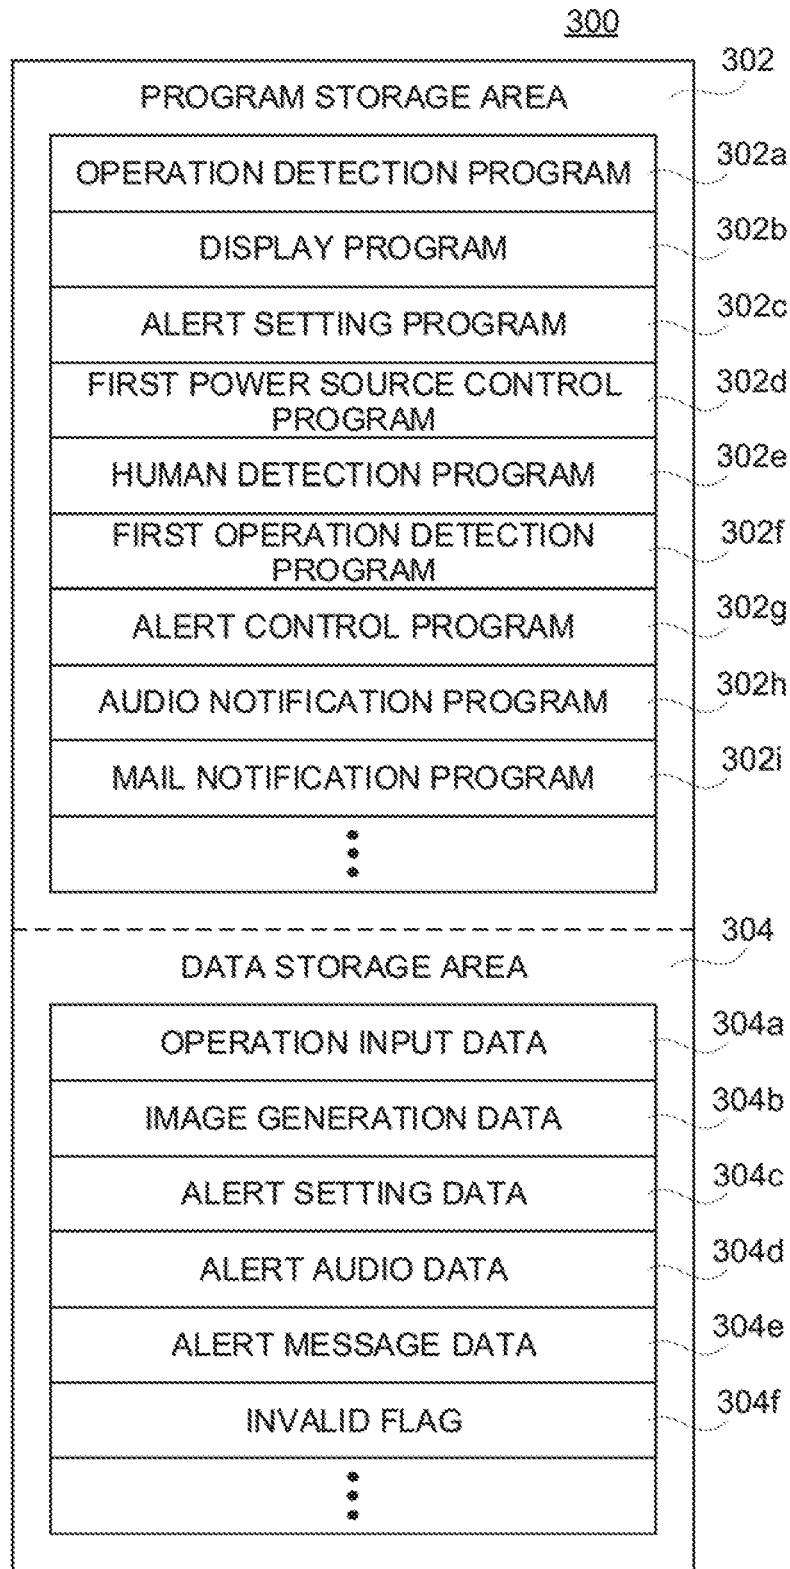 300
302
PROGRAM STORAGE AREA
302a
OPERATION DETECTION PROGRAM
302b
DISPLAY PROGRAM
302c
ALERT SETTING PROGRAM
302d
FIRST POWER SOURCE CONTROL
PROGRAM
302e
HUMAN DETECTION PROGRAM
302f
FIRST OPERATION DETECTION
PROGRAM
302g
ALERT CONTROL PROGRAM
302h
AUDIO NOTIFICATION PROGRAM
302i
MAIL NOTIFICATION PROGRAM
304
DATA STORAGE AREA
304a
OPERATION INPUT DATA
304b
IMAGE GENERATION DATA
304c
ALERT SETTING DATA
304d
ALERT AUDIO DATA
304e
ALERT MESSAGE DATA
304f
INVALID FLAG